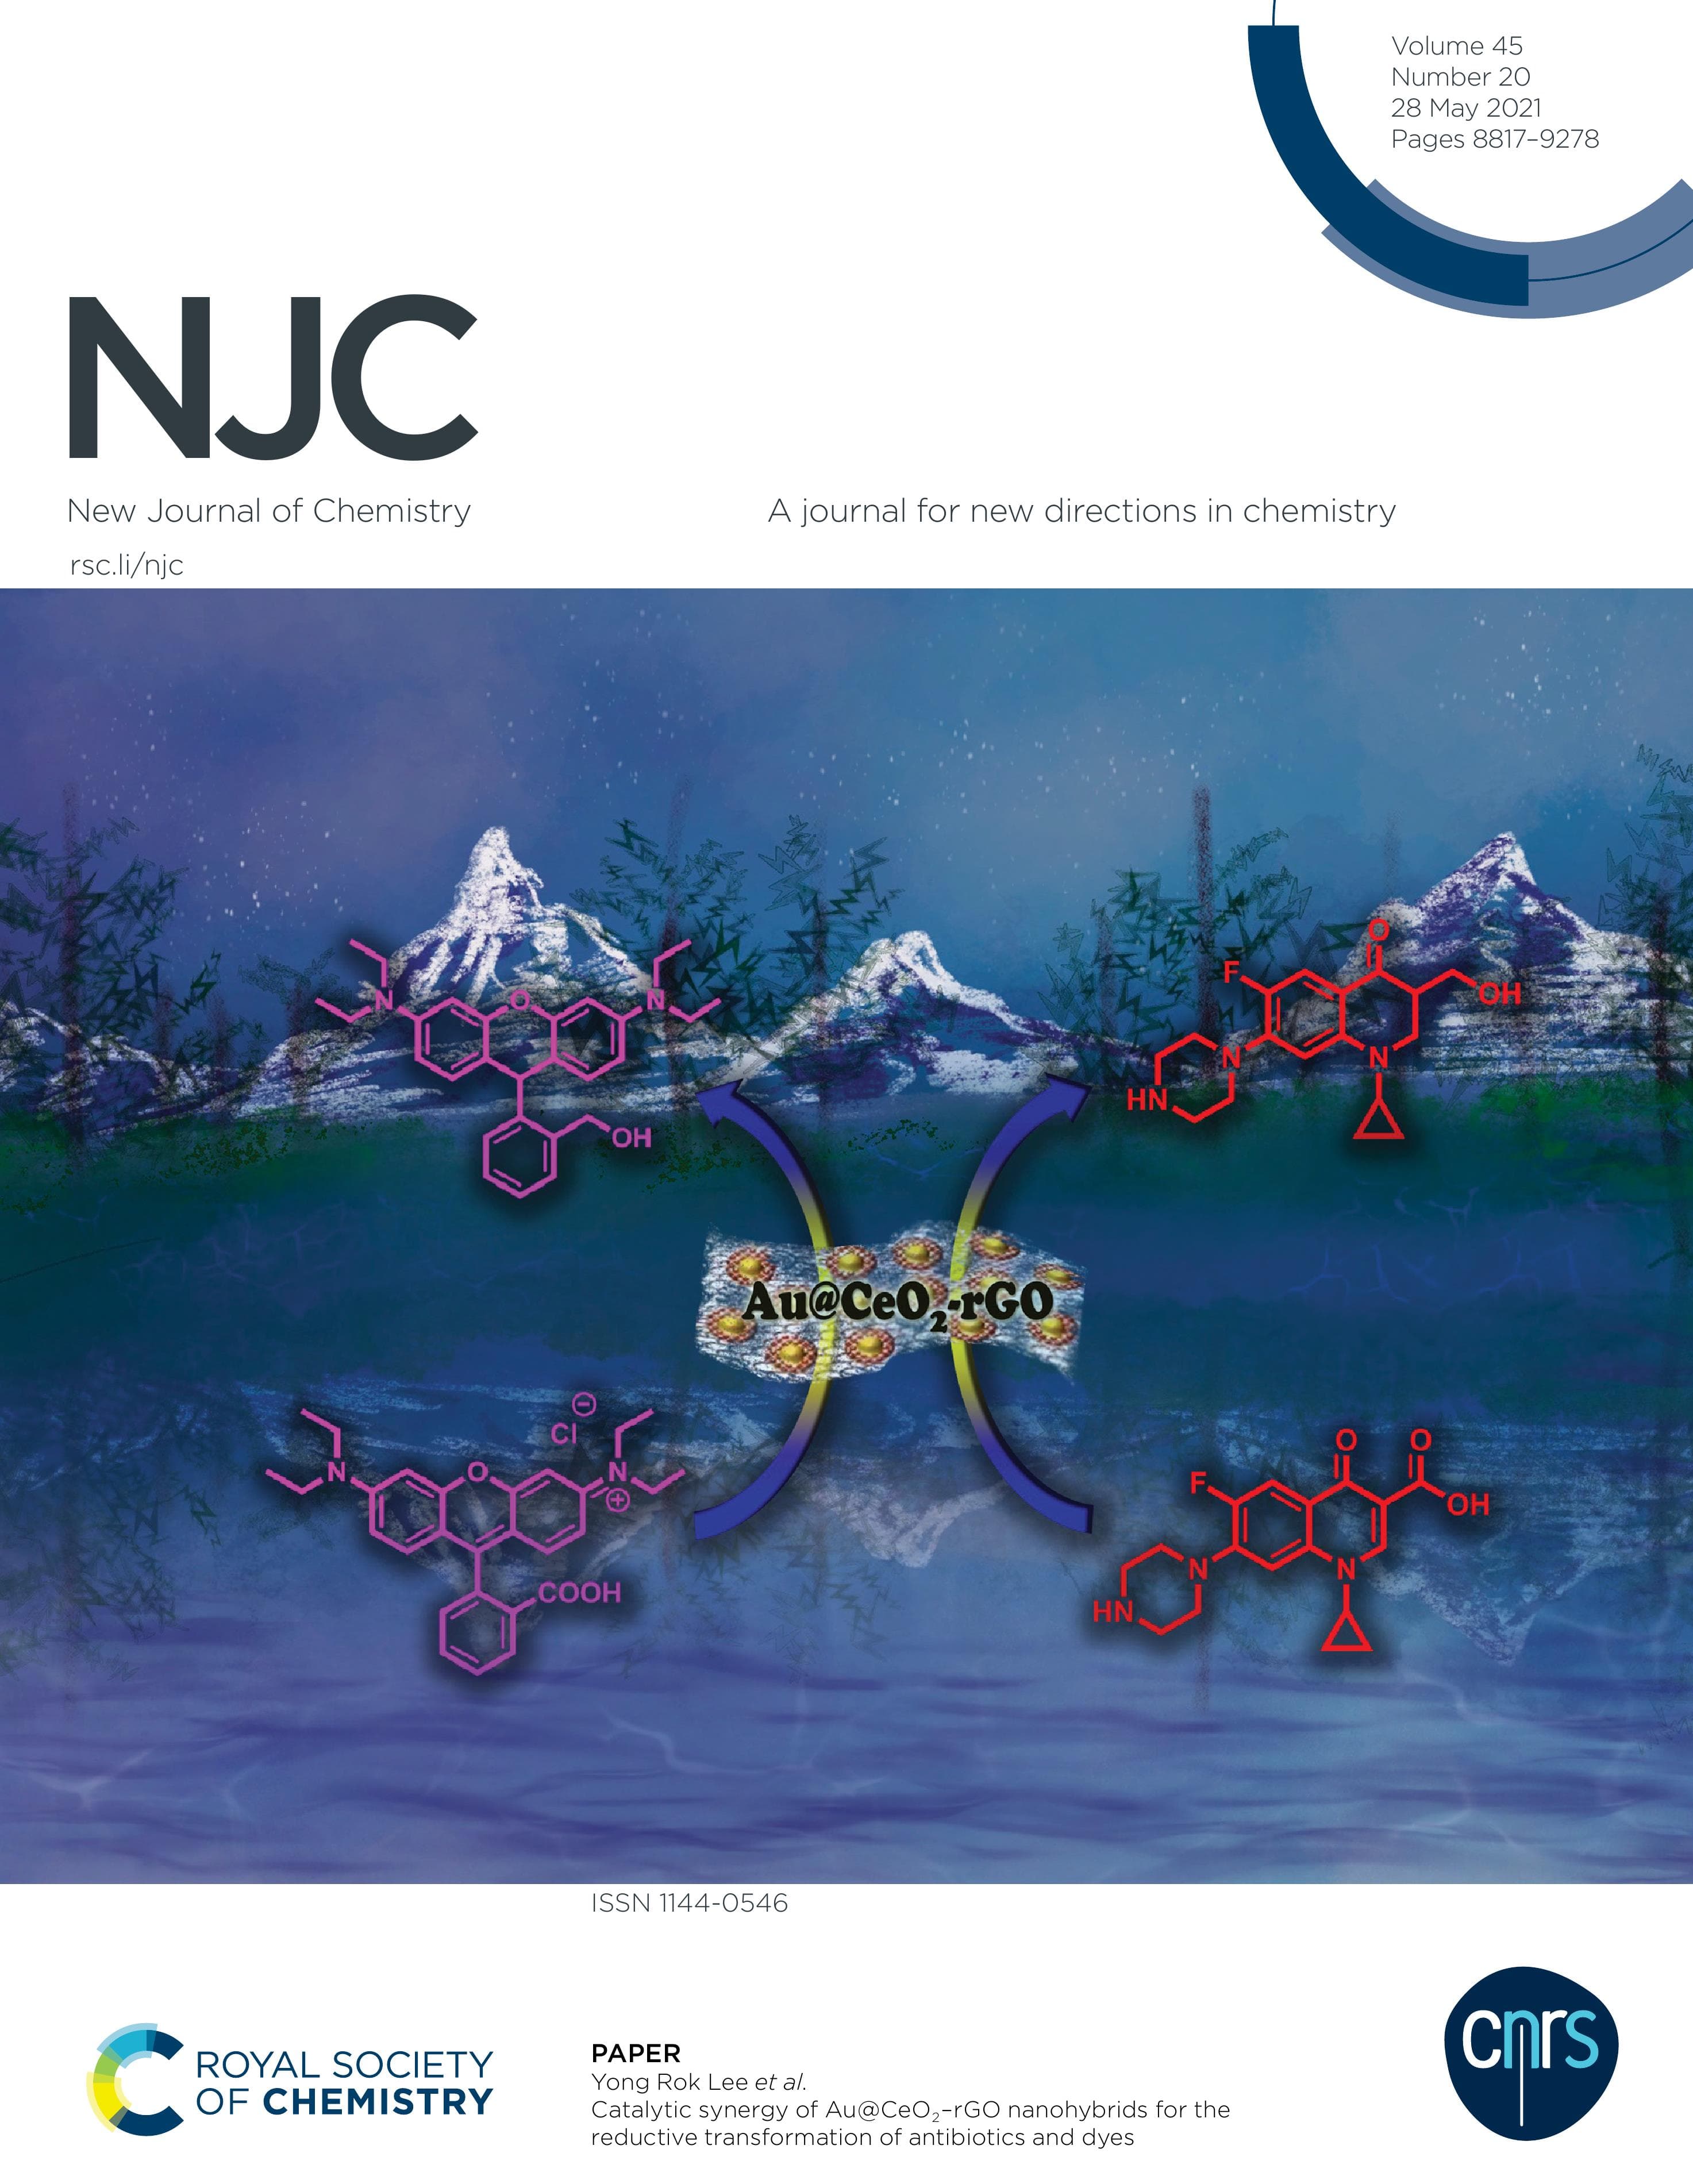 Volume 45
Number 20
28 May 2021
Pages 8817–9278
NJC
New Journal of Chemistry
A journal for new directions in chemistry
rsc.li/njc
N
O
N
OH
O
F
OH
N
N
HN
Au@CeO₂-rGO
Cl ⊖
N
O
N
⊕
COOH
O
O
F
OH
N
N
HN
ISSN 1144-0546
ROYAL SOCIETY
OF CHEMISTRY
PAPER
Yong Rok Lee et al.
Catalytic synergy of Au@CeO₂–rGO nanohybrids for the
reductive transformation of antibiotics and dyes
cnrs